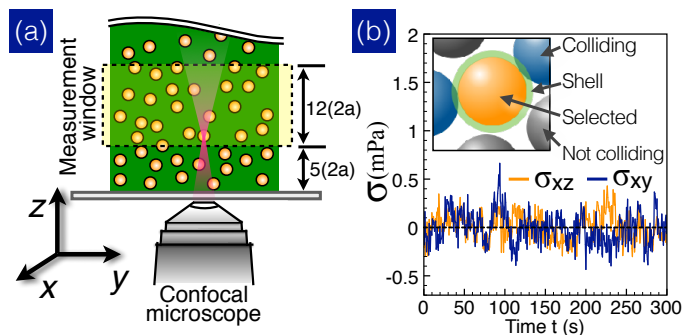 (a)
Measurement
window
12(2a)
5(2a)
z
y
x
Confocal
microscope
(b)
Colliding
Shell
Selected
Not colliding
σxz σxy
σ(mPa)
2
1.5
1
0.5
0
-0.5
0 50 100 150 200 250 300
Time t (s)